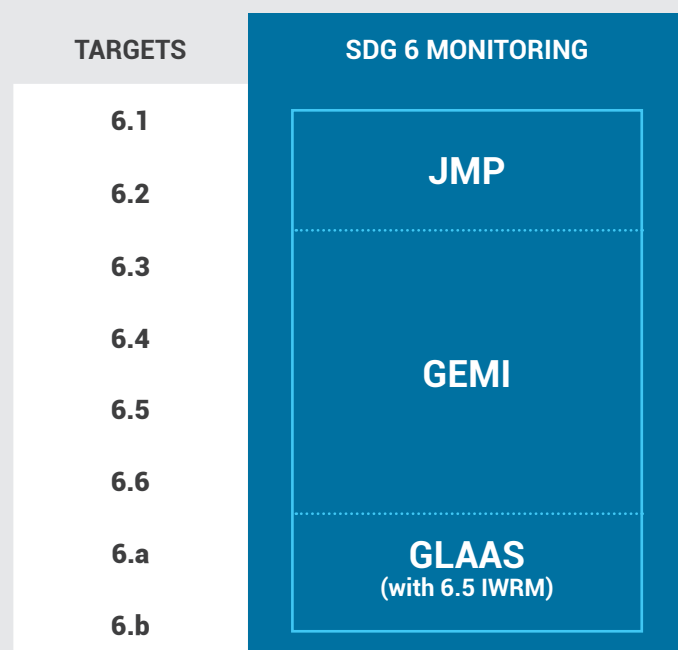 TARGETS
SDG 6 MONITORING
6.1
6.2
6.3
6.4
6.5
6.6
6.a
6.b
JMP
GEMI
GLAAS
(with 6.5 IWRM)